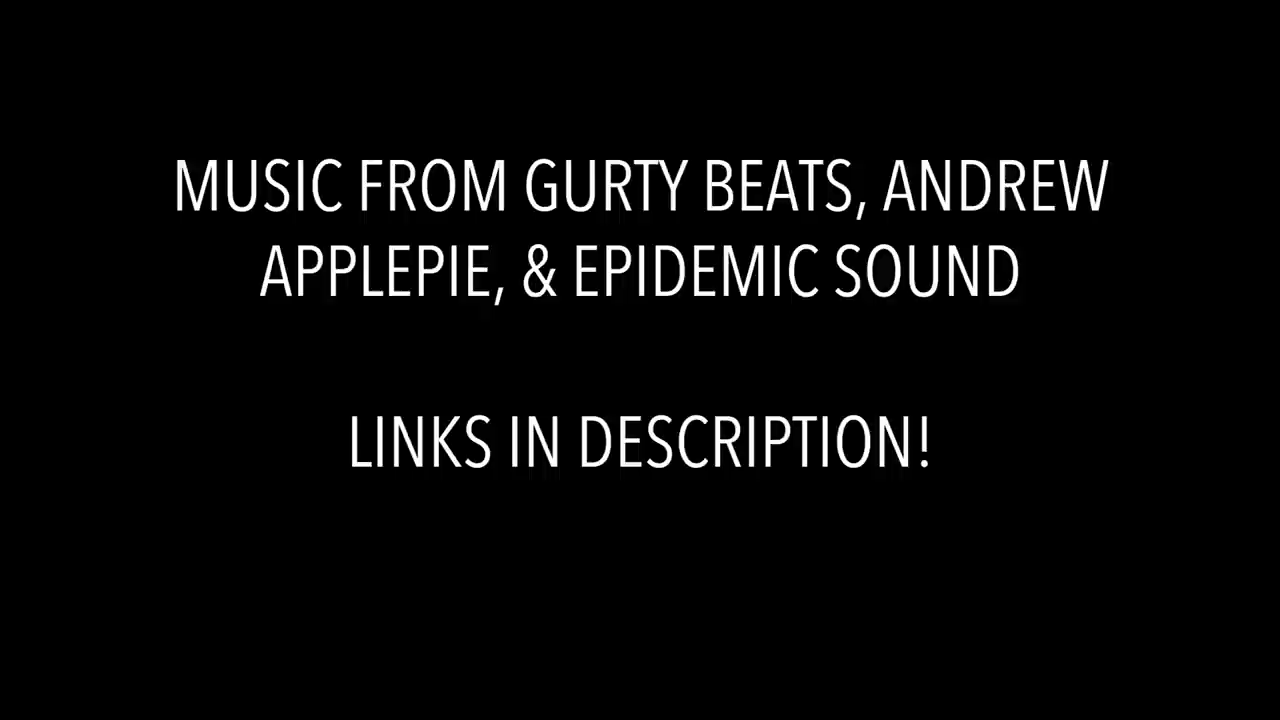 MUSIC FROM GURTY BEATS, ANDREW
APPLEPIE, & EPIDEMIC SOUND
LINKS IN DESCRIPTION!